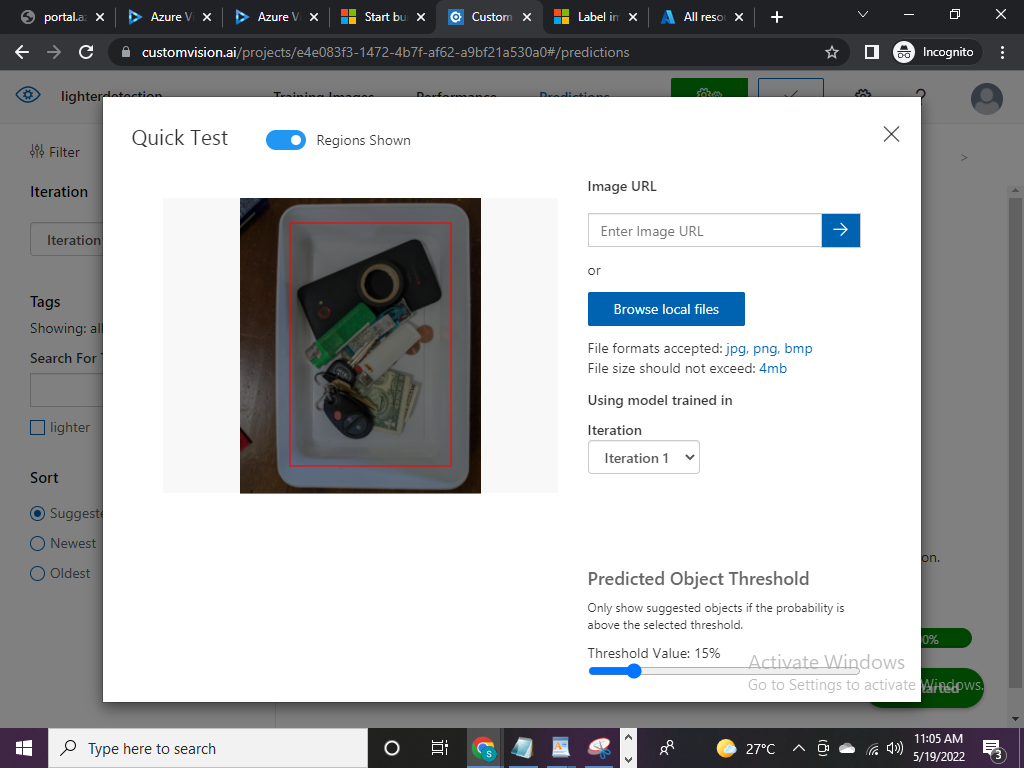 portal.a
Azure V
Azure V
Start bu
Custom
Label in
All reso
customvision.ai/projects/e4e083f3-1472-4b7f-af62-a9bf21a530a0#/predictions
Incognito
lighterdetection
Training Images
Performance
Predictions
Quick Test
Regions Shown
Filter
Iteration
Iteration
Tags
Showing: all
Search For T
lighter
Sort
Suggeste
Newest
Oldest
Image URL
Enter Image URL
or
Browse local files
File formats accepted: jpg, png, bmp
File size should not exceed: 4mb
Using model trained in
Iteration
Iteration 1
Predicted Object Threshold
Only show suggested objects if the probability is
above the selected threshold.
Threshold Value: 15%
on.
0%
tarted
Activate Windows
Go to Settings to activate Windows.
Type here to search
S
27°C
11:05 AM
5/19/2022
3